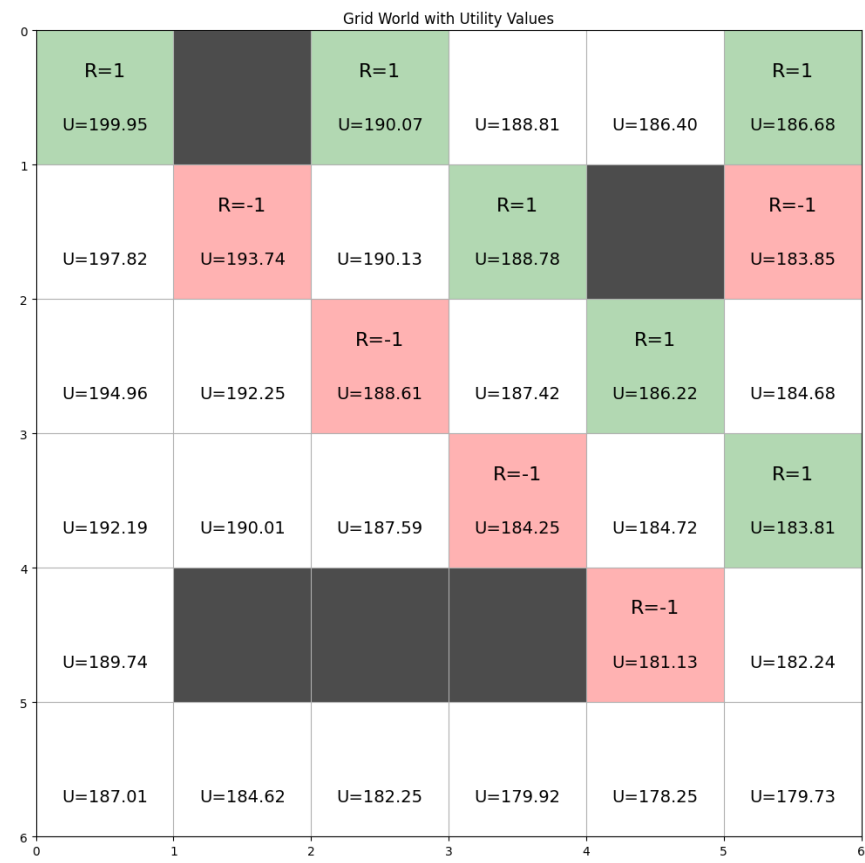 Grid World with Utility Values
0
R=1 R=1 R=1
U=199.95 U=190.07 U=188.81 U=186.40 U=186.68
1
R=-1 R=1 R=-1
U=197.82 U=193.74 U=190.13 U=188.78 U=183.85
2
R=-1 R=1
U=194.96 U=192.25 U=188.61 U=187.42 U=186.22 U=184.68
3
R=-1 R=1
U=192.19 U=190.01 U=187.59 U=184.25 U=184.72 U=183.81
4
R=-1
U=189.74 U=181.13 U=182.24
5
U=187.01 U=184.62 U=182.25 U=179.92 U=178.25 U=179.73
6
0 1 2 3 4 5 6